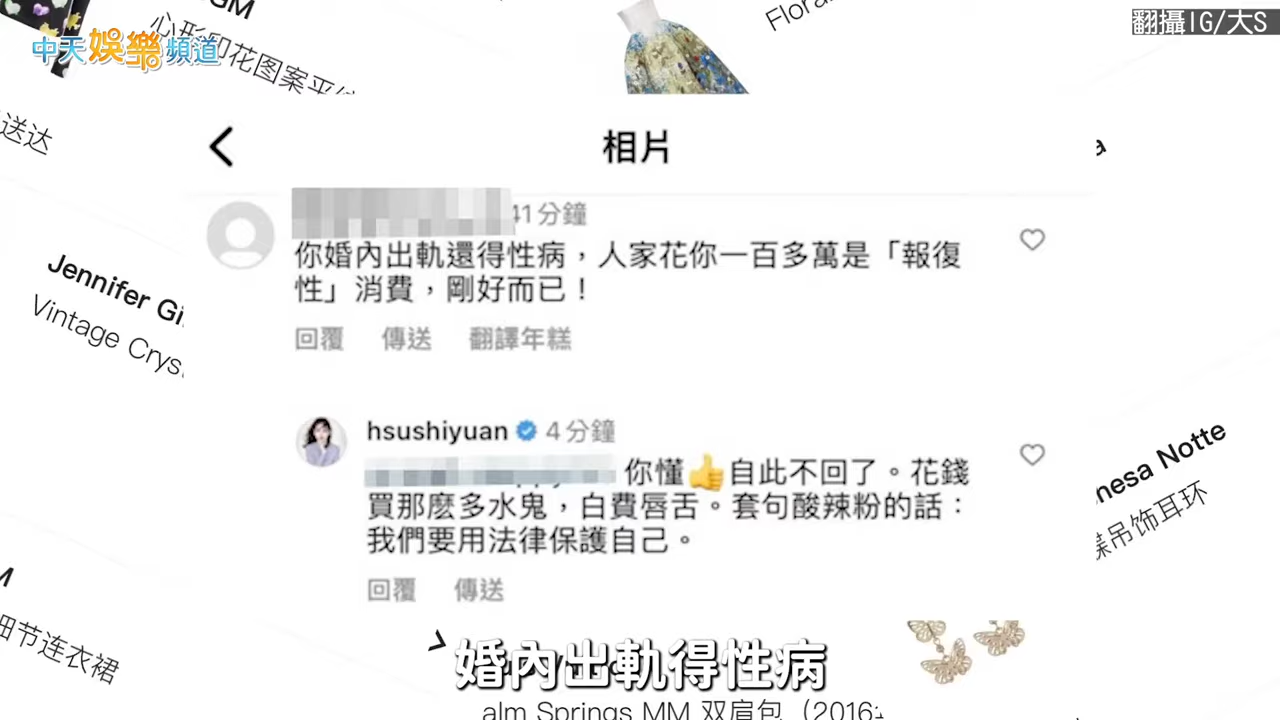 GM
心形印花图案平
中天娛樂頻道
翻攝IG/大S
Flora
送达
相片
a
41分鐘
你婚內出軌還得性病，人家花你一百多萬是「報復
性」消費，剛好而已！
回覆 傳送 翻譯年糕
Jennifer Gi
Vintage Crys
hsushiyuan 4分鐘
你懂👍自此不回了。花錢
買那麽多水鬼，白費唇舌。套句酸辣粉的話：
我們要用法律保護自己。
回覆 傳送
nesa Notte
吊饰耳环
M
细节连衣裙
婚內出軌得性病
alm Springs MM 双肩包（2016